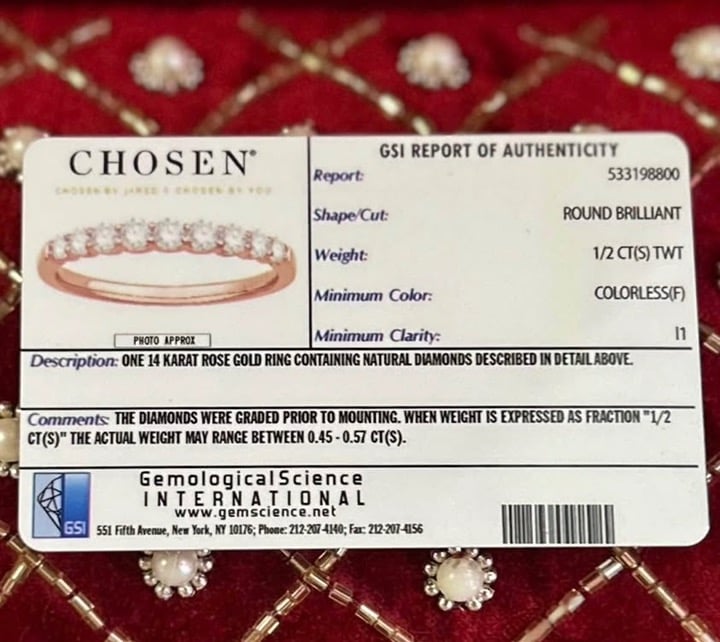 CHOSEN®
CHOSEN BY JARED & CHOSEN BY YOU
PHOTO APPROX
GSI REPORT OF AUTHENTICITY
Report: 533198800
Shape/Cut: ROUND BRILLIANT
Weight: 1/2 CT(S) TWT
Minimum Color: COLORLESS(F)
Minimum Clarity: I1
Description: ONE 14 KARAT ROSE GOLD RING CONTAINING NATURAL DIAMONDS DESCRIBED IN DETAIL ABOVE.
Comments: THE DIAMONDS WERE GRADED PRIOR TO MOUNTING. WHEN WEIGHT IS EXPRESSED AS FRACTION "1/2
CT(S)" THE ACTUAL WEIGHT MAY RANGE BETWEEN 0.45 - 0.57 CT(S).
GSI
GemologicalScience
INTERNATIONAL
www.gemscience.net
551 Fifth Avenue, New York, NY 10176; Phone: 212-207-4140; Fax: 212-207-4156